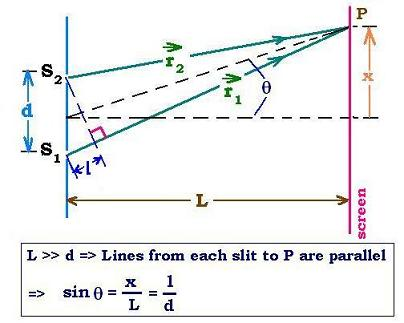 P
S2
r2
x
r1
θ
d
S1
l
L
screen
L >> d => Lines from each slit to P are parallel
=> sin θ = x/L = l/d